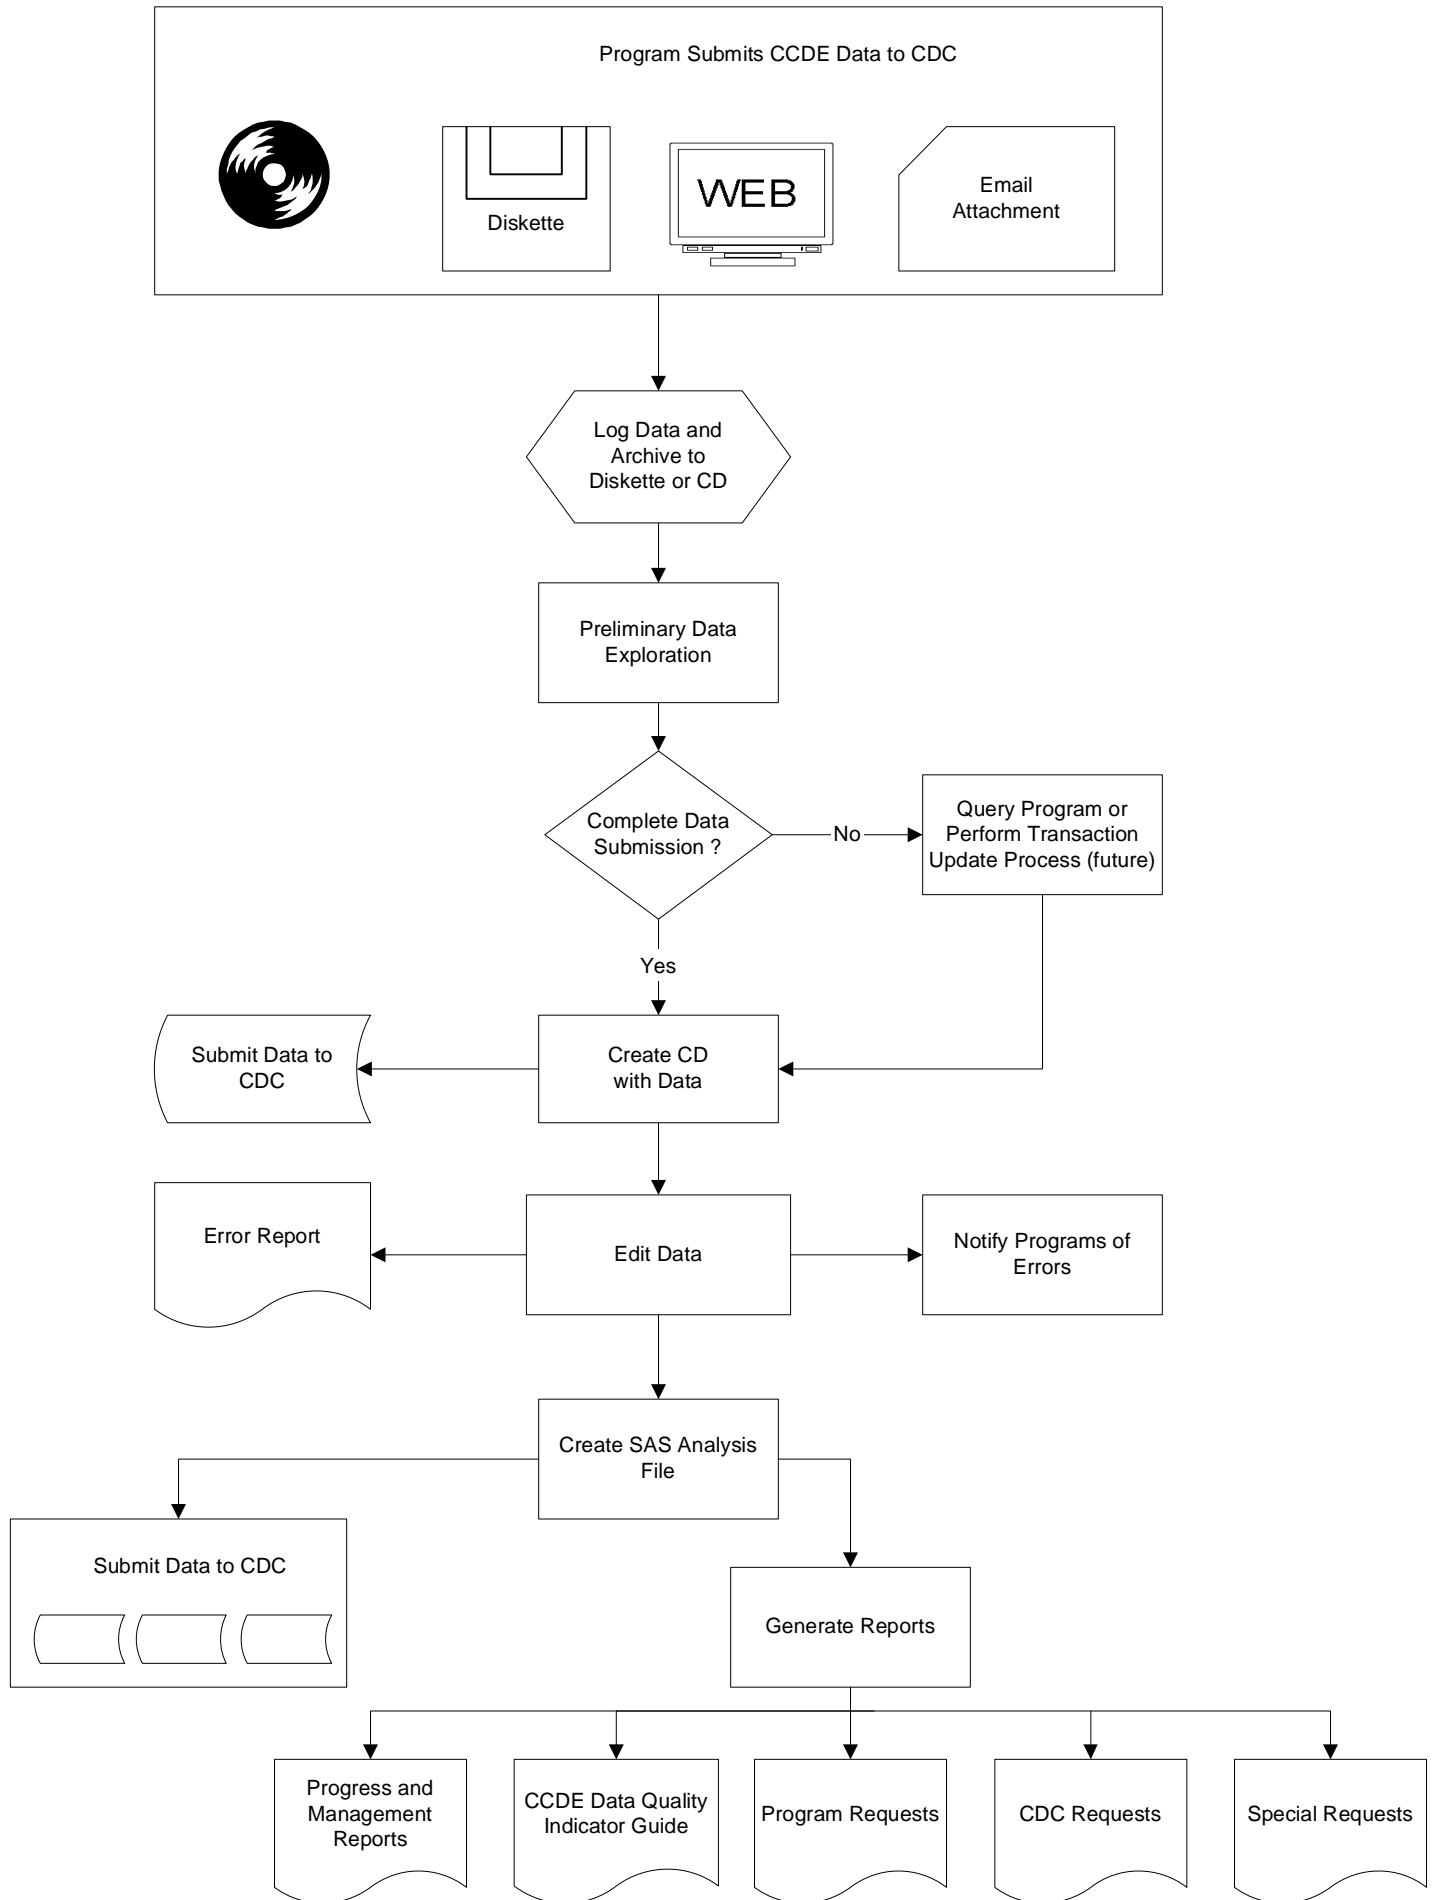 Program Submits CCDE Data to CDC
Diskette
WEB
Email
Attachment
Log Data and
Archive to
Diskette or CD
Preliminary Data
Exploration
Complete Data
Submission ?
No
Query Program or
Perform Transaction
Update Process (future)
Yes
Submit Data to
CDC
Create CD
with Data
Error Report
Edit Data
Notify Programs of
Errors
Create SAS Analysis
File
Submit Data to CDC
Generate Reports
Progress and
Management
Reports
CCDE Data Quality
Indicator Guide
Program Requests
CDC Requests
Special Requests